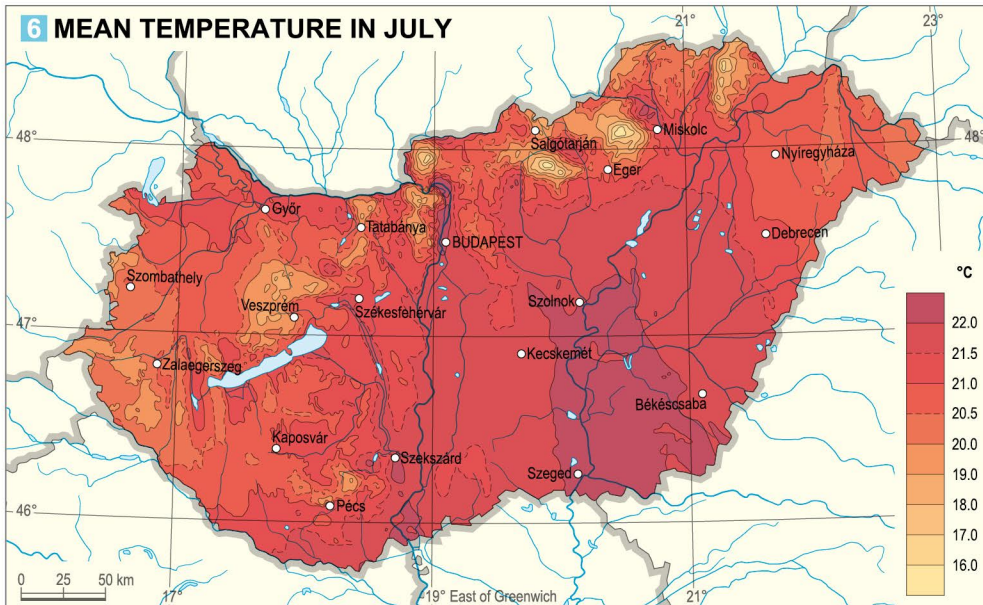 6 MEAN TEMPERATURE IN JULY
21°
23°
48°
48°
Miskolc
Salgótarján
Nyíregyháza
Eger
Győr
Tatabánya
Debrecen
BUDAPEST
Szombathely
°C
Veszprém
Székesfehérvár
Szolnok
22.0
47°
21.5
Kecskemét
Zalaegerszeg
21.0
Békéscsaba
20.5
Kaposvár
20.0
Szekszárd
19.0
Szeged
18.0
46°
Pécs
17.0
16.0
0 25 50 km
17°
19° East of Greenwich
21°